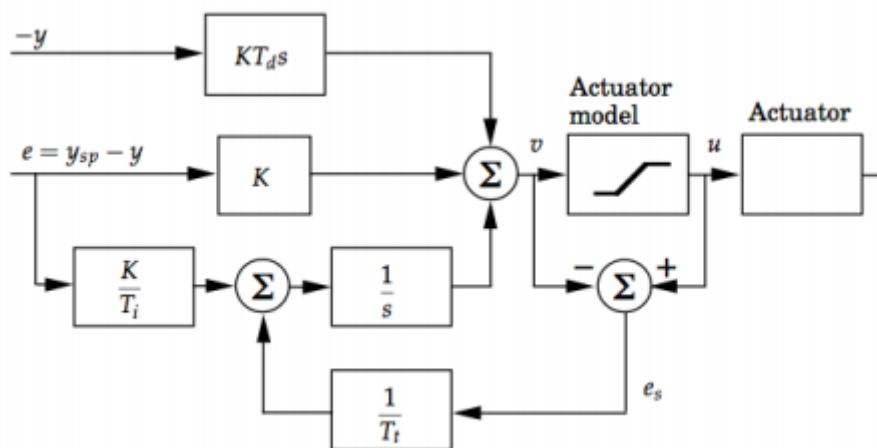 −y
KT_d s
Actuator
model
Actuator
e = y_sp − y
v
u
K
Σ
K
T_i
Σ
1
s
−
+
Σ
1
T_t
e_s